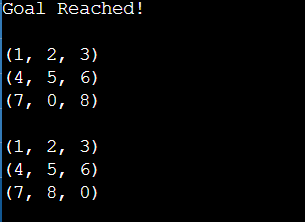 Goal Reached!
(1, 2, 3)
(4, 5, 6)
(7, 0, 8)
(1, 2, 3)
(4, 5, 6)
(7, 8, 0)